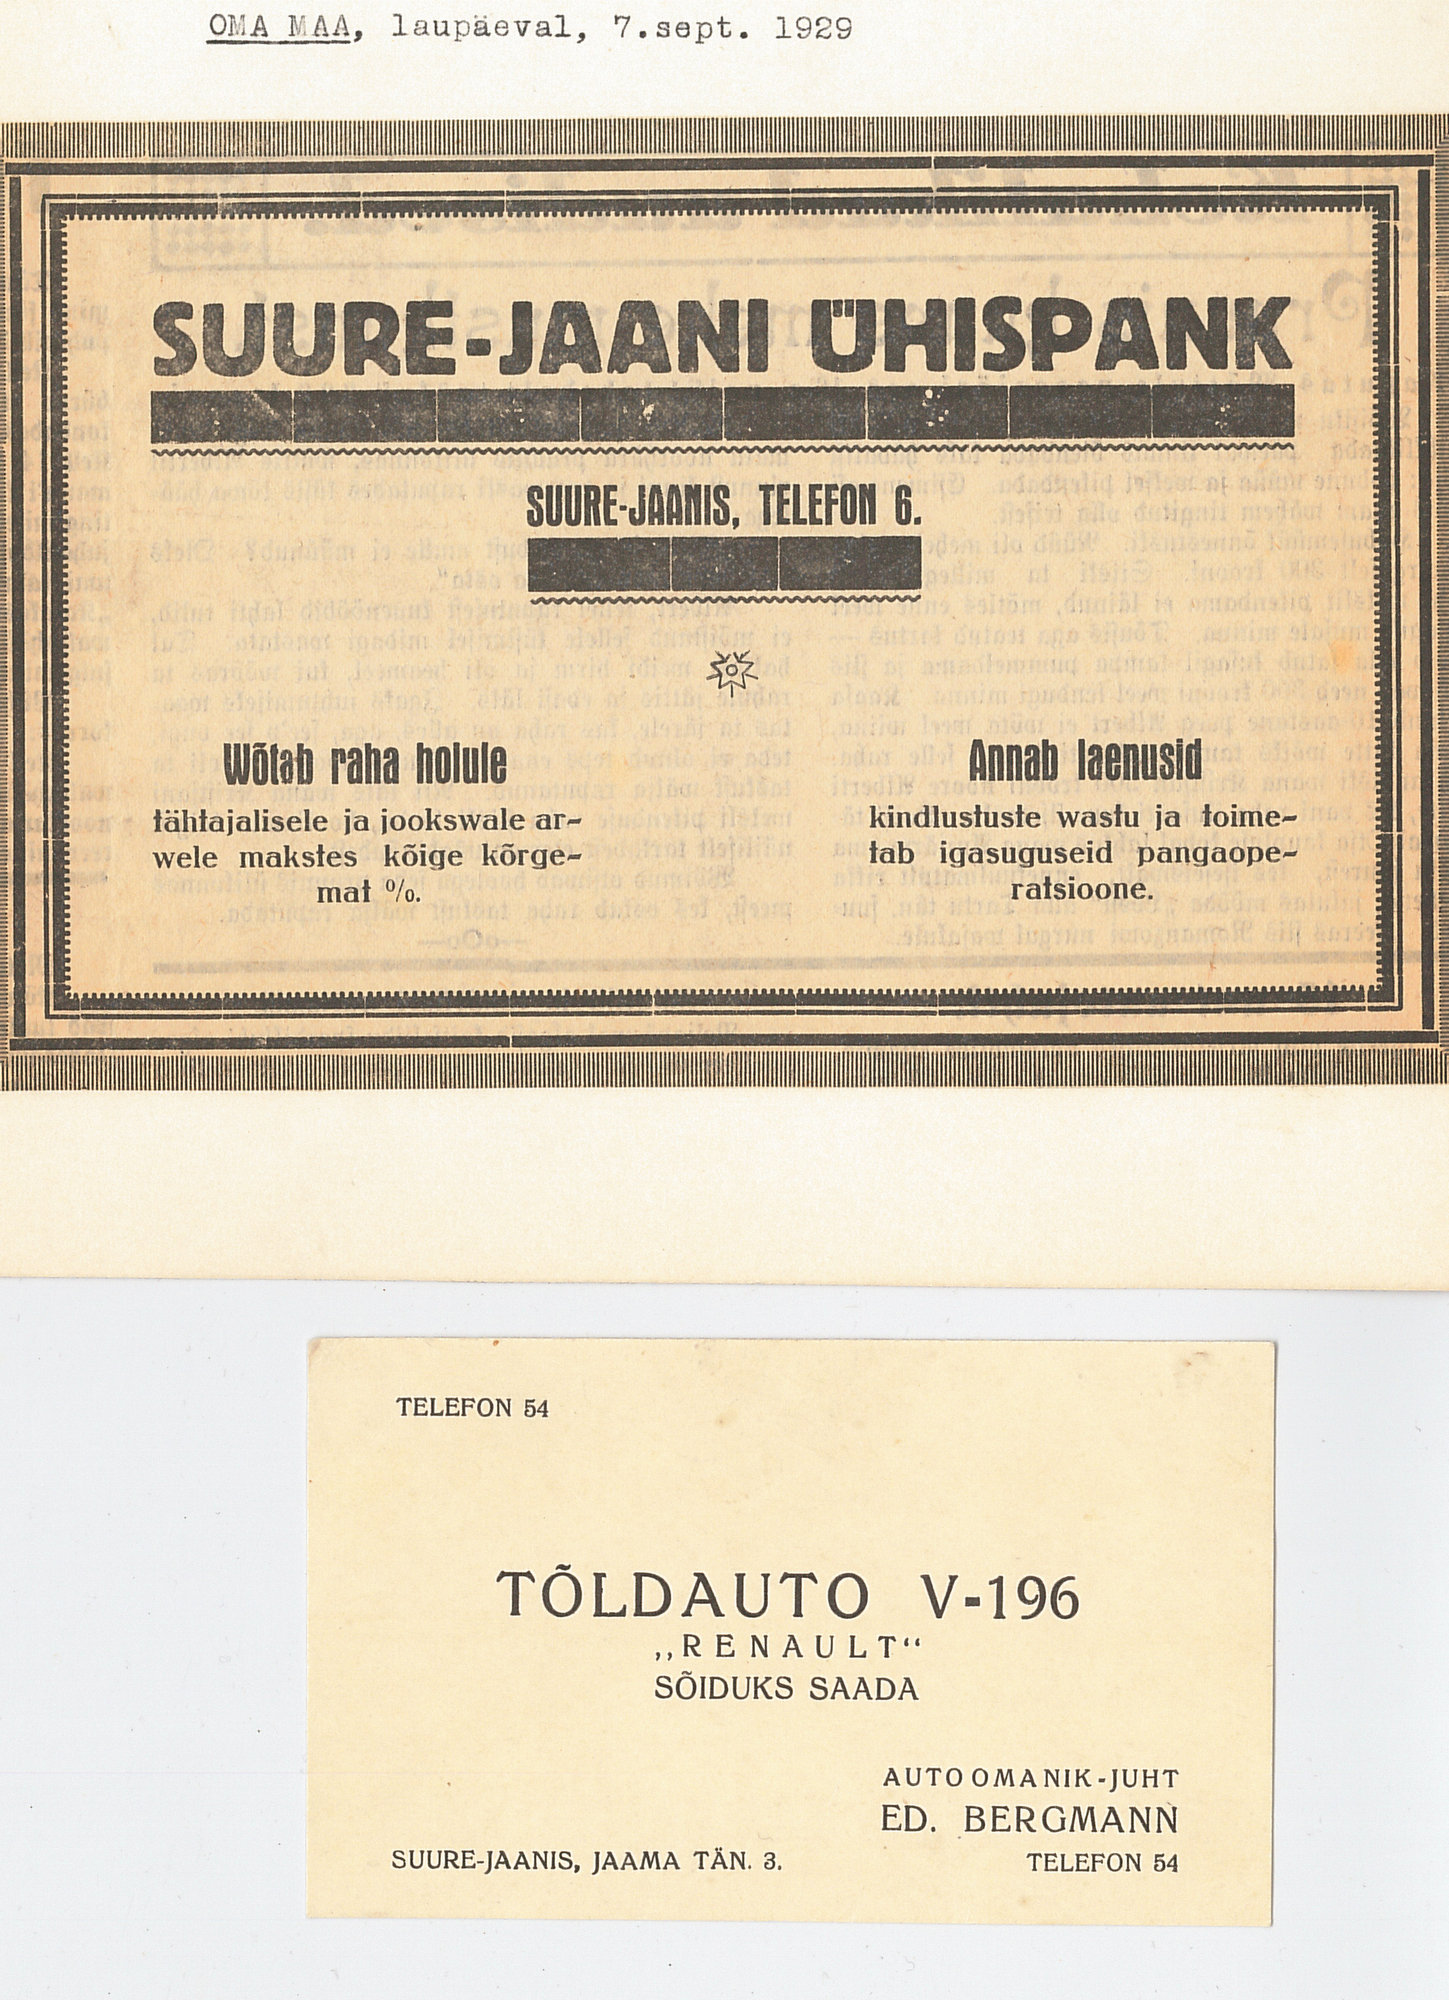 OMA MAA, laupäeval, 7.sept. 1929
SUURE-JAANI ÜHISPANK
SUURE-JAANIS, TELEFON 6.
Wõtab raha hoiule
tähtajalisele ja jookswale ar-
wele makstes kõige kõrge-
mat %.
Annab laenusid
kindlustuste wastu ja toime-
tab igasuguseid pangaope-
ratsioone.
TELEFON 54
TÕLDAUTO V-196
„RENAULT“
SÕIDUKS SAADA
AUTOOMANIK-JUHT
ED. BERGMANN
SUURE-JAANIS, JAAMA TÄN. 3.
TELEFON 54